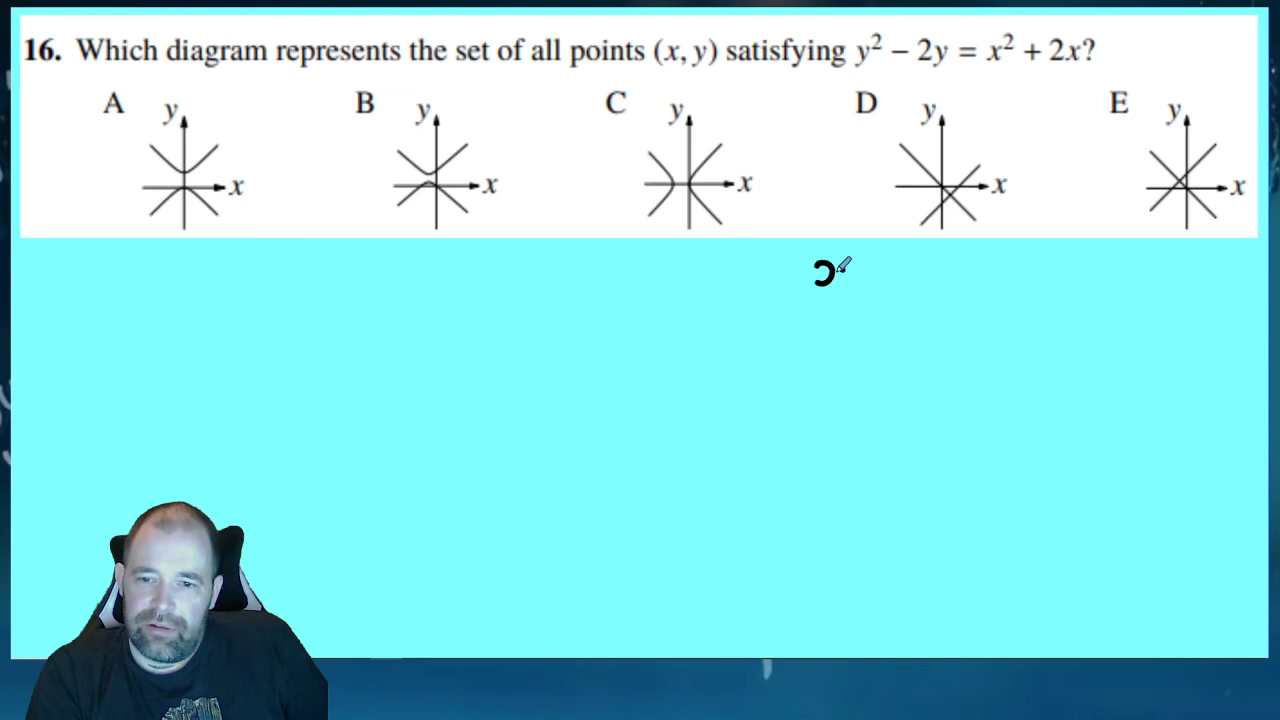 16. Which diagram represents the set of all points (x, y) satisfying y² − 2y = x² + 2x?
A B C D E
y y y y y
x x x x x